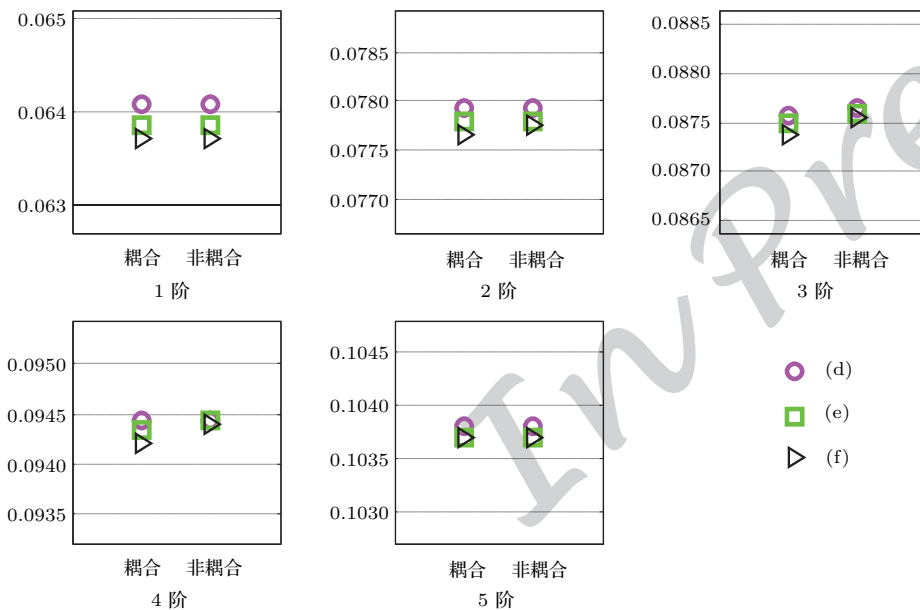 0.065
0.064
0.063
耦合 非耦合
1 阶
0.0785
0.0780
0.0775
0.0770
耦合 非耦合
2 阶
0.0885
0.0880
0.0875
0.0870
0.0865
耦合 非耦合
3 阶
0.0950
0.0945
0.0940
0.0935
耦合 非耦合
4 阶
0.1045
0.1040
0.1035
0.1030
耦合 非耦合
5 阶
(d)
(e)
(f)
In Pre